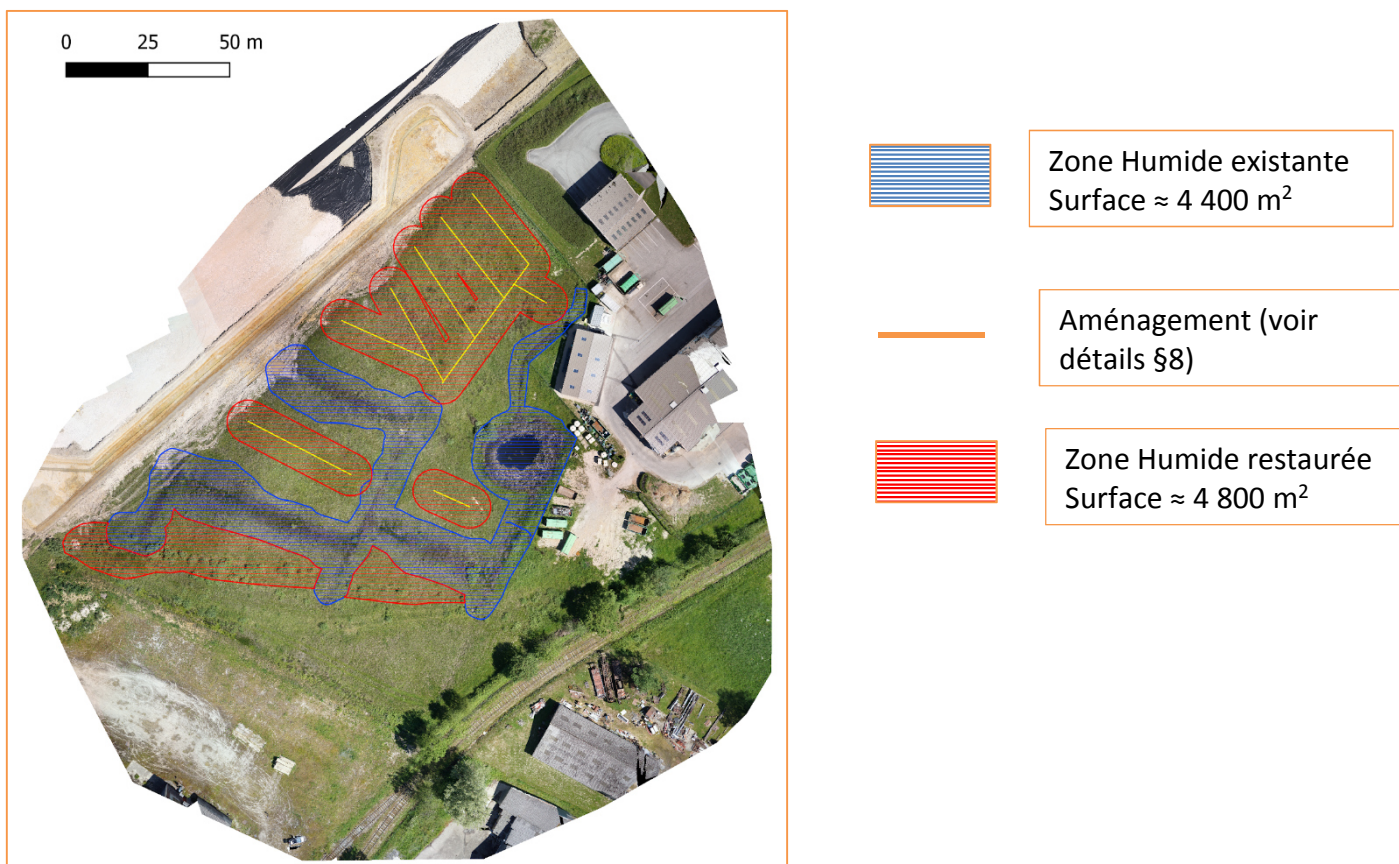 0 25 50 m
Zone Humide existante
Surface ≈ 4 400 m²
Aménagement (voir
détails §8)
Zone Humide restaurée
Surface ≈ 4 800 m²